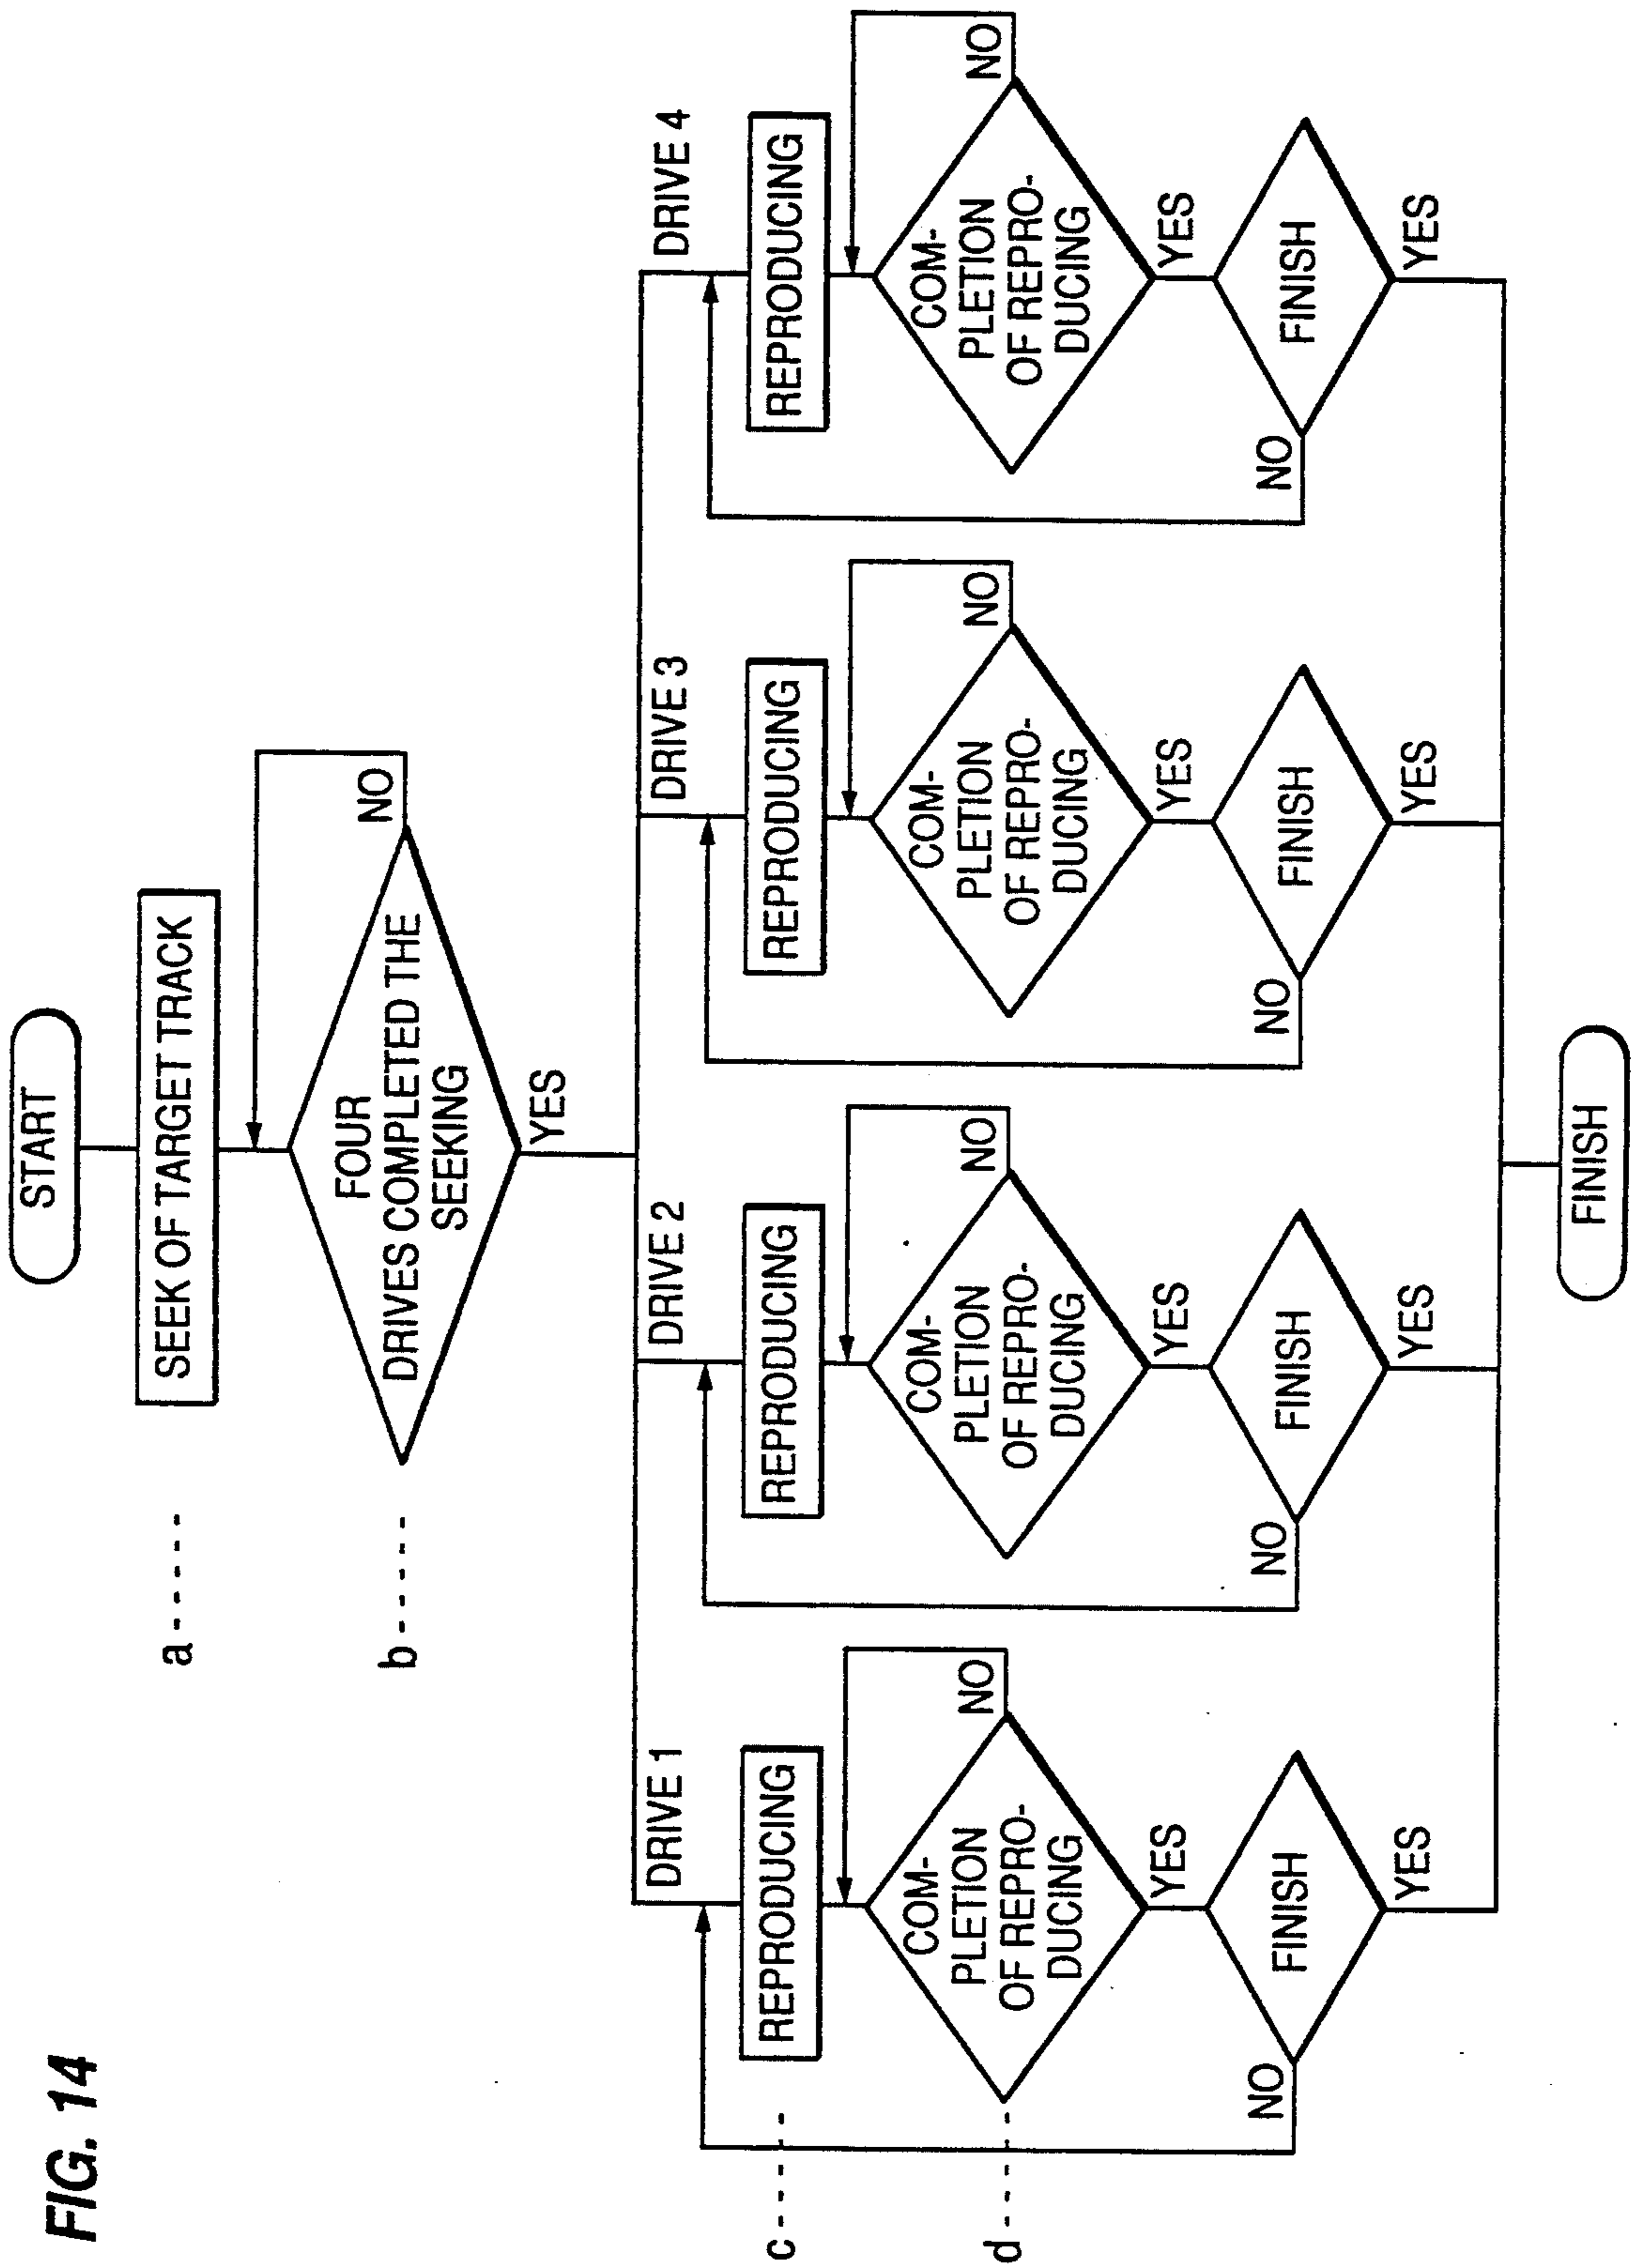 FIG. 14
START
a
SEEK OF TARGET TRACK
b
FOUR
DRIVES COMPLETED THE
SEEKING
NO
YES
DRIVE 1
DRIVE 2
DRIVE 3
DRIVE 4
c
REPRODUCING
REPRODUCING
REPRODUCING
REPRODUCING
d
COM-
PLETION
OF REPRO-
DUCING
NO
YES
COM-
PLETION
OF REPRO-
DUCING
NO
YES
COM-
PLETION
OF REPRO-
DUCING
NO
YES
COM-
PLETION
OF REPRO-
DUCING
NO
YES
NO
FINISH
YES
NO
FINISH
YES
NO
FINISH
YES
NO
FINISH
YES
FINISH